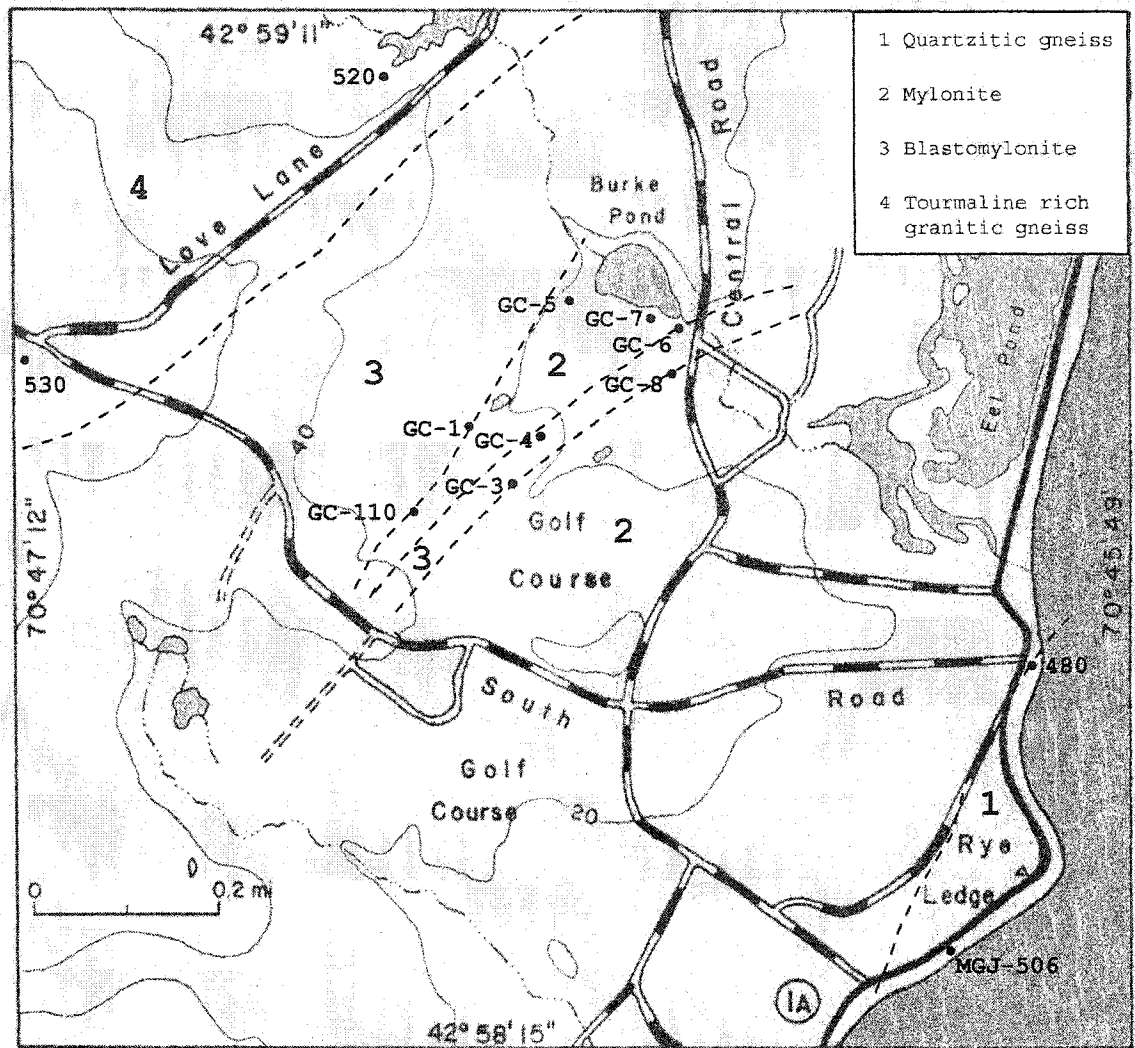 42° 59' 11"
520
Love Lane
4
Central Road
Burke
Pond
1 Quartzitic gneiss
2 Mylonite
3 Blastomylonite
4 Tourmaline rich
granitic gneiss
GC-5
GC-7
GC-6
530
3
2
GC-8
Eel Pond
40
GC-1
GC-4
GC-3
GC-110
Golf
2
Course
3
70° 47' 12"
70° 45' 49"
480
South
Road
Golf
Course
20
1
Rye
Ledge
0
0.2 mi
MGJ-506
1A
42° 58' 15"